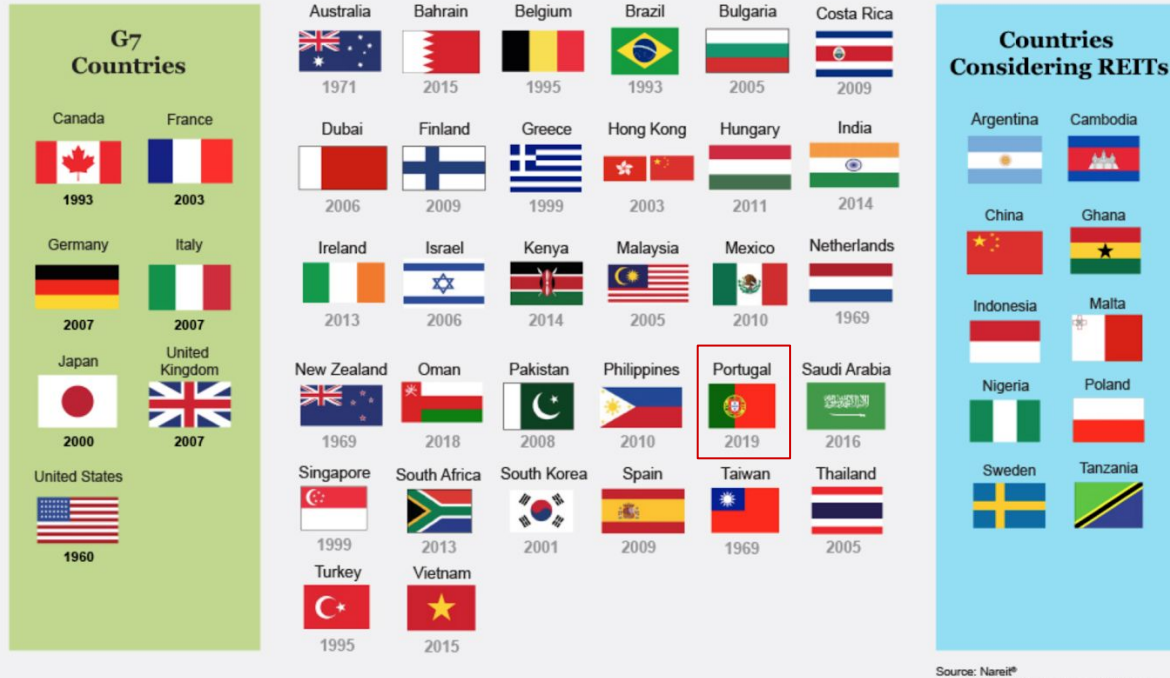 G7
Countries
Canada France
1993 2003
Germany Italy
2007 2007
Japan United
Kingdom
2000 2007
United States
1960
Australia Bahrain Belgium Brazil Bulgaria Costa Rica
1971 2015 1995 1993 2005 2009
Dubai Finland Greece Hong Kong Hungary India
2006 2009 1999 2003 2011 2014
Ireland Israel Kenya Malaysia Mexico Netherlands
2013 2006 2014 2005 2010 1969
New Zealand Oman Pakistan Philippines Portugal Saudi Arabia
1969 2018 2008 2010 2019 2016
Singapore South Africa South Korea Spain Taiwan Thailand
1999 2013 2001 2009 1969 2005
Turkey Vietnam
1995 2015
Countries
Considering REITs
Argentina Cambodia
China Ghana
Indonesia Malta
Nigeria Poland
Sweden Tanzania
Source: Nareit®